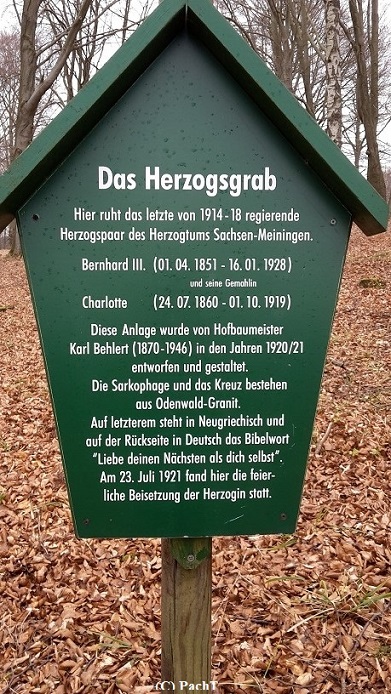 Das Herzogsgrab
Hier ruht das letzte von 1914-18 regierende
Herzogspaar des Herzogtums Sachsen-Meiningen.
Bernhard III. (01. 04. 1851 - 16. 01. 1928)
und seine Gemahlin
Charlotte (24. 07. 1860 - 01. 10. 1919)
Diese Anlage wurde von Hofbaumeister
Karl Behlert (1870-1946) in den Jahren 1920/21
entworfen und gestaltet.
Die Sarkophage und das Kreuz bestehen
aus Odenwald-Granit.
Auf letzterem steht in Neugriechisch und
auf der Rückseite in Deutsch das Bibelwort
"Liebe deinen Nächsten als dich selbst".
Am 23. Juli 1921 fand hier die feier-
liche Beisetzung der Herzogin statt.
(C) PachT